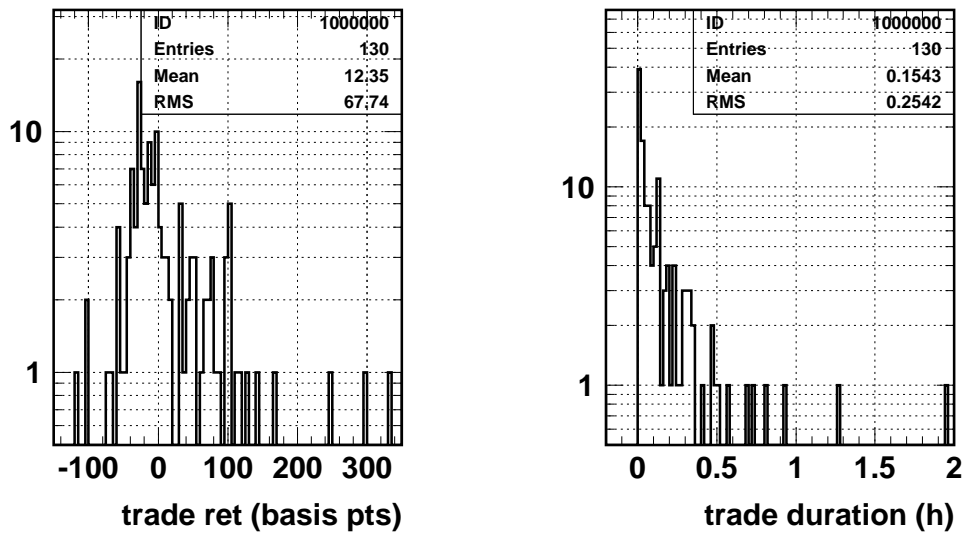 ID 1000000
Entries 130
Mean 12.35
RMS 67.74
10
1
-100 0 100 200 300
trade ret (basis pts)
ID 1000000
Entries 130
Mean 0.1543
RMS 0.2542
10
1
0 0.5 1 1.5 2
trade duration (h)